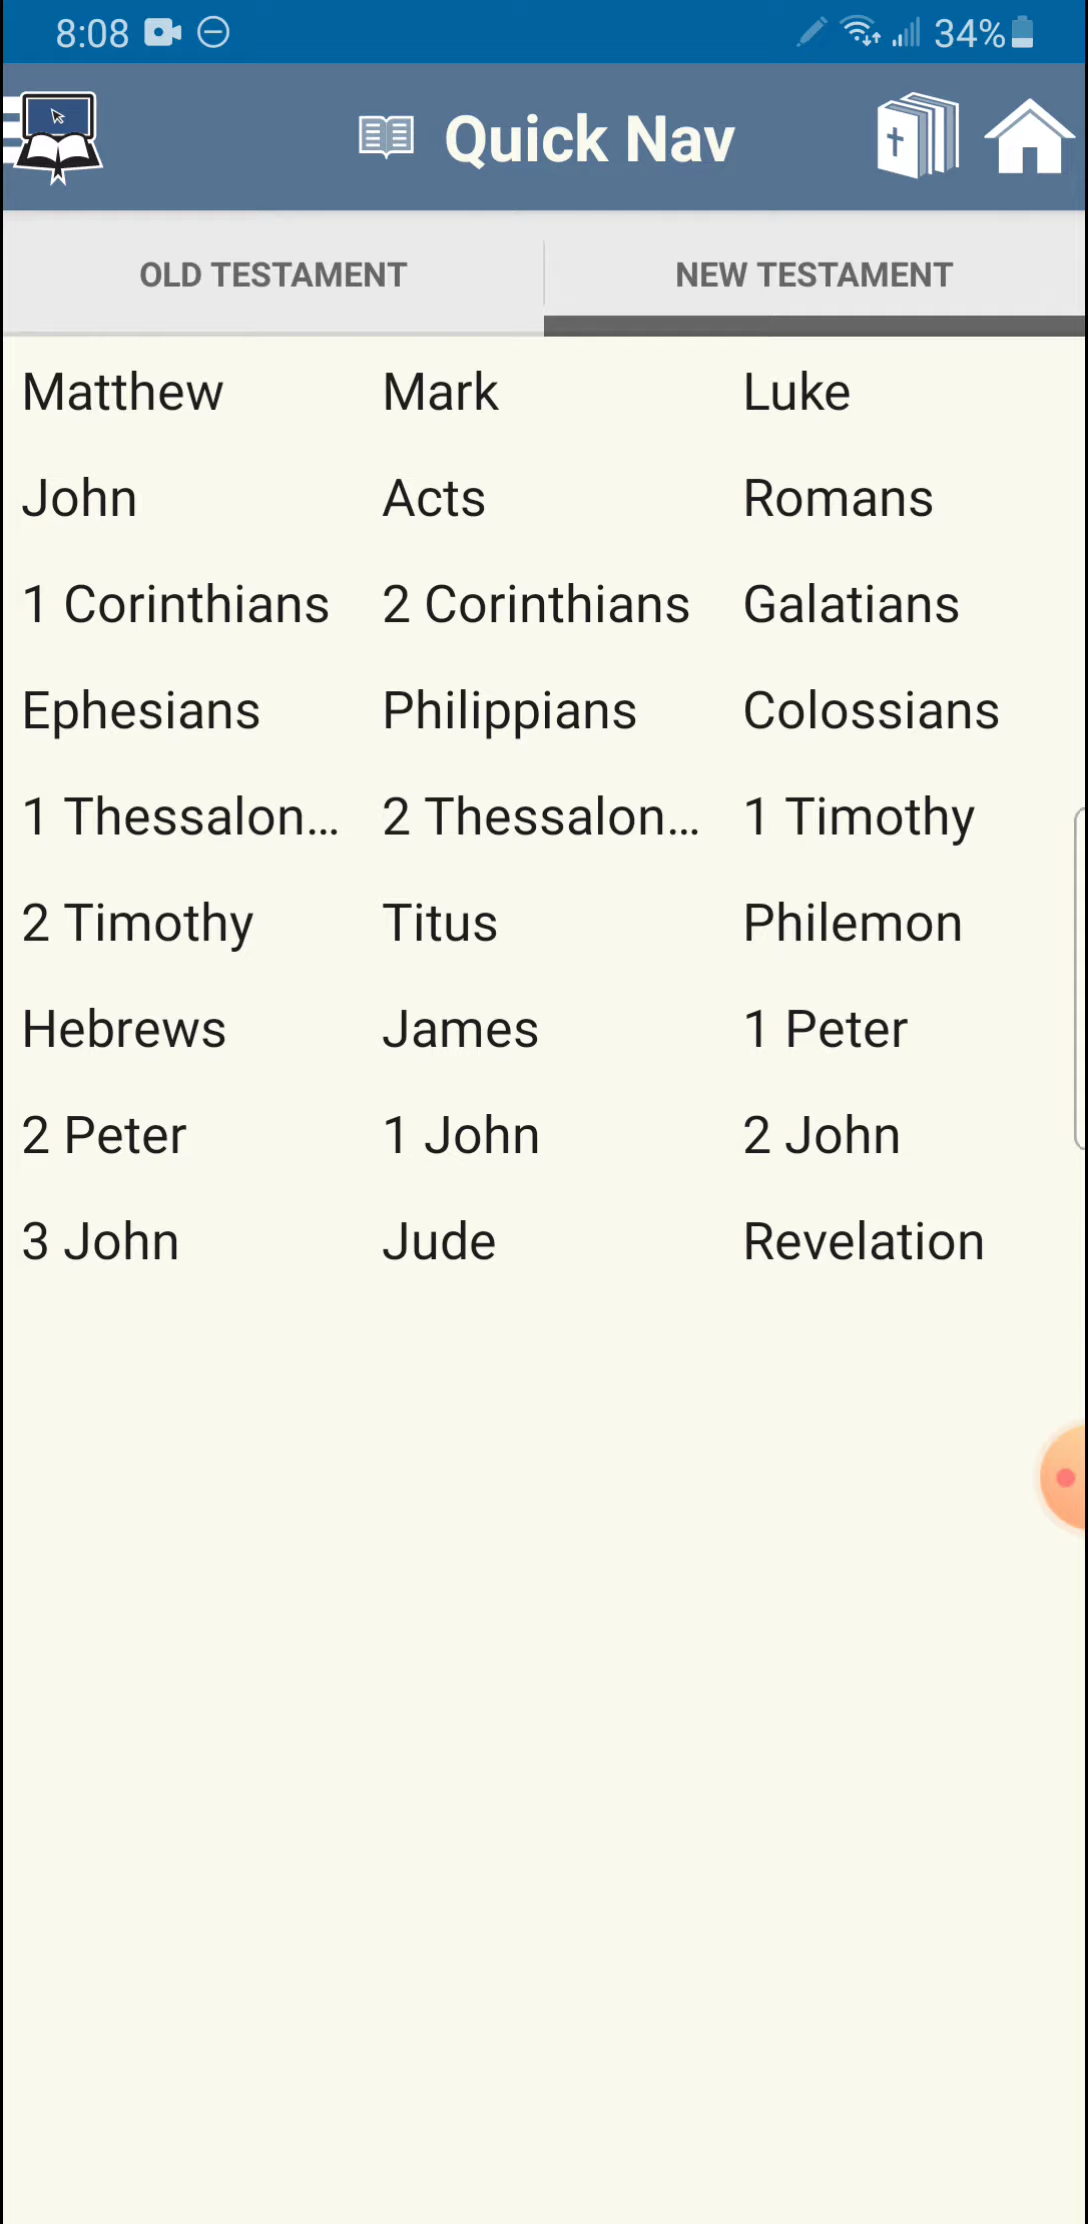 8:08 34%
Quick Nav
OLD TESTAMENT NEW TESTAMENT
Matthew Mark Luke
John Acts Romans
1 Corinthians 2 Corinthians Galatians
Ephesians Philippians Colossians
1 Thessalon... 2 Thessalon... 1 Timothy
2 Timothy Titus Philemon
Hebrews James 1 Peter
2 Peter 1 John 2 John
3 John Jude Revelation